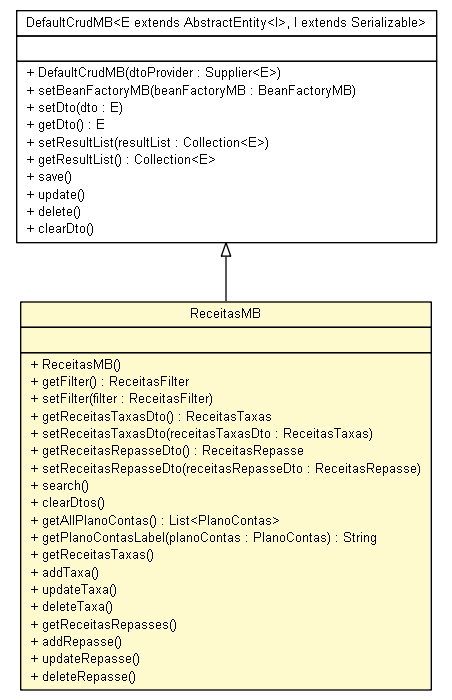 DefaultCrudMB<E extends AbstractEntity<I>, I extends Serializable>
+ DefaultCrudMB(dtoProvider : Supplier<E>)
+ setBeanFactoryMB(beanFactoryMB : BeanFactoryMB)
+ setDto(dto : E)
+ getDto() : E
+ setResultList(resultList : Collection<E>)
+ getResultList() : Collection<E>
+ save()
+ update()
+ delete()
+ clearDto()
ReceitasMB
+ ReceitasMB()
+ getFilter() : ReceitasFilter
+ setFilter(filter : ReceitasFilter)
+ getReceitasTaxasDto() : ReceitasTaxas
+ setReceitasTaxasDto(receitasTaxasDto : ReceitasTaxas)
+ getReceitasRepasseDto() : ReceitasRepasse
+ setReceitasRepasseDto(receitasRepasseDto : ReceitasRepasse)
+ search()
+ clearDtos()
+ getAllPlanoContas() : List<PlanoContas>
+ getPlanoContasLabel(planoContas : PlanoContas) : String
+ getReceitasTaxas()
+ addTaxa()
+ updateTaxa()
+ deleteTaxa()
+ getReceitasRepasses()
+ addRepasse()
+ updateRepasse()
+ deleteRepasse()